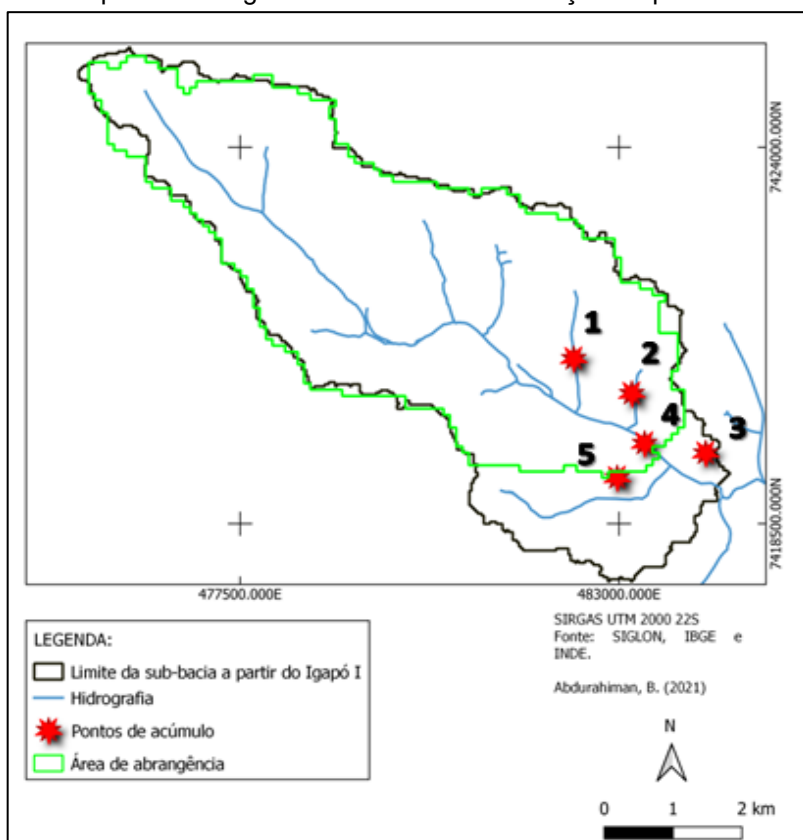 1
2
4
3
5
7424000.000N
7418500.000N
477500.000E
483000.000E
SIRGAS UTM 2000 22S
Fonte: SIGLON, IBGE e
INDE.
Abdurahiman, B. (2021)
LEGENDA:
Limite da sub-bacia a partir do Igapó I
Hidrografia
Pontos de acúmulo
Área de abrangência
N
0 1 2 km